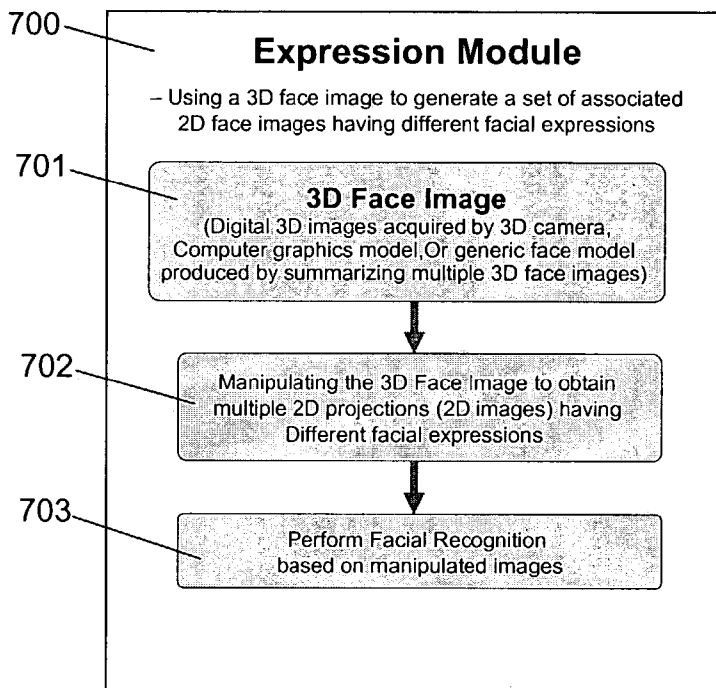 700
Expression Module
– Using a 3D face image to generate a set of associated
2D face images having different facial expressions
701
3D Face Image
(Digital 3D images acquired by 3D camera,
Computer graphics model,Or generic face model
produced by summarizing multiple 3D face images)
702
Manipulating the 3D Face Image to obtain
multiple 2D projections (2D images) having
Different facial expressions
703
Perform Facial Recognition
based on manipulated images